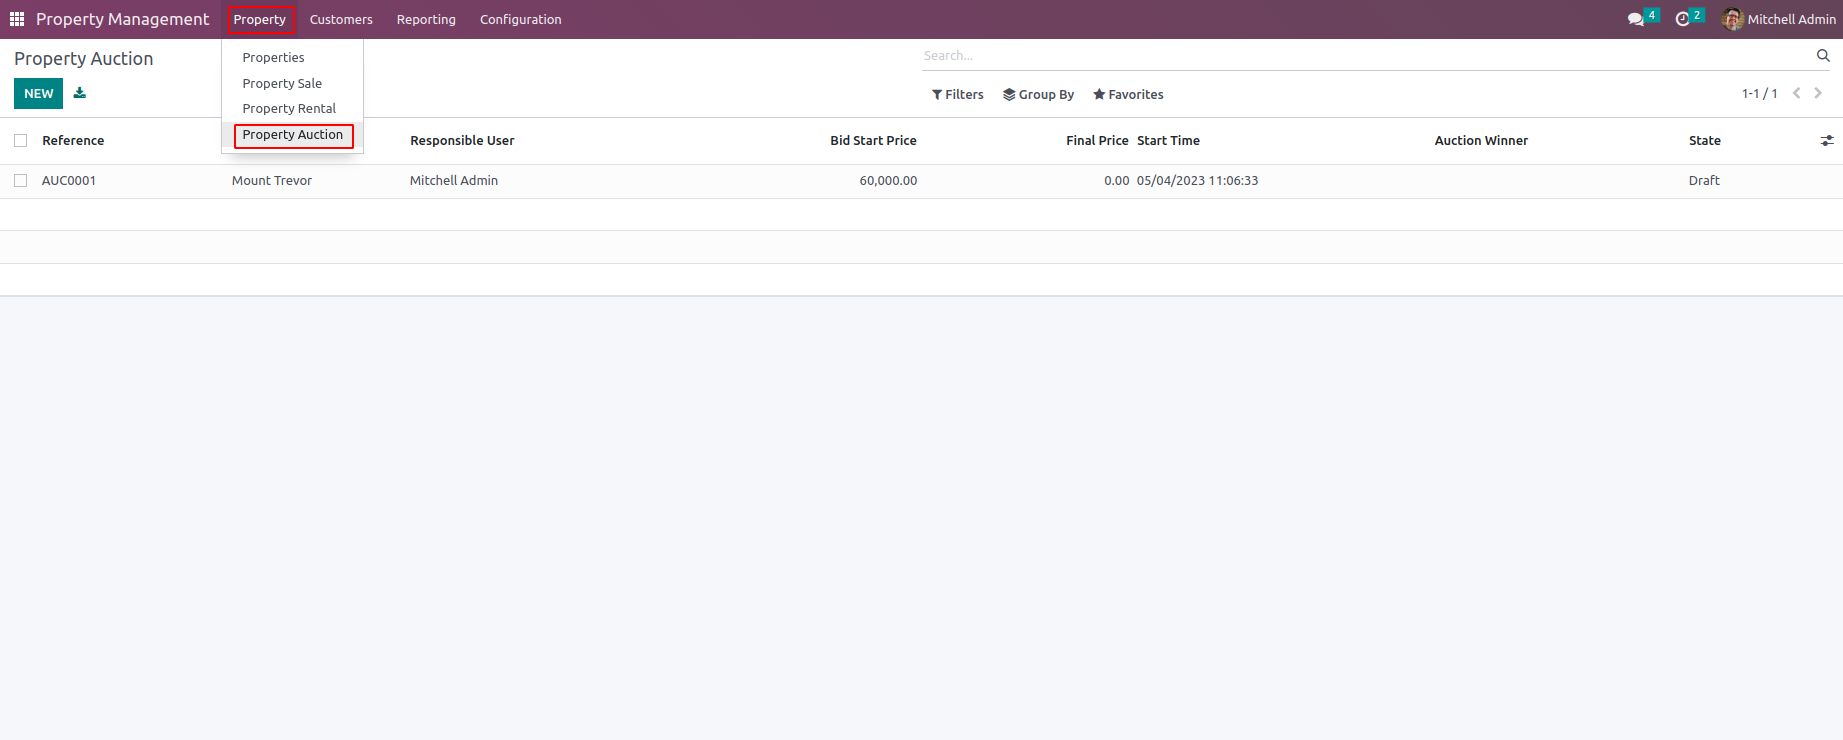 Property Management Property Customers Reporting Configuration 4 2 Mitchell Admin
Property Auction
Properties
Property Sale
Property Rental
Property Auction
Search...
NEW
Filters Group By Favorites 1-1 / 1
Reference Responsible User Bid Start Price Final Price Start Time Auction Winner State
AUC0001 Mount Trevor Mitchell Admin 60,000.00 0.00 05/04/2023 11:06:33 Draft